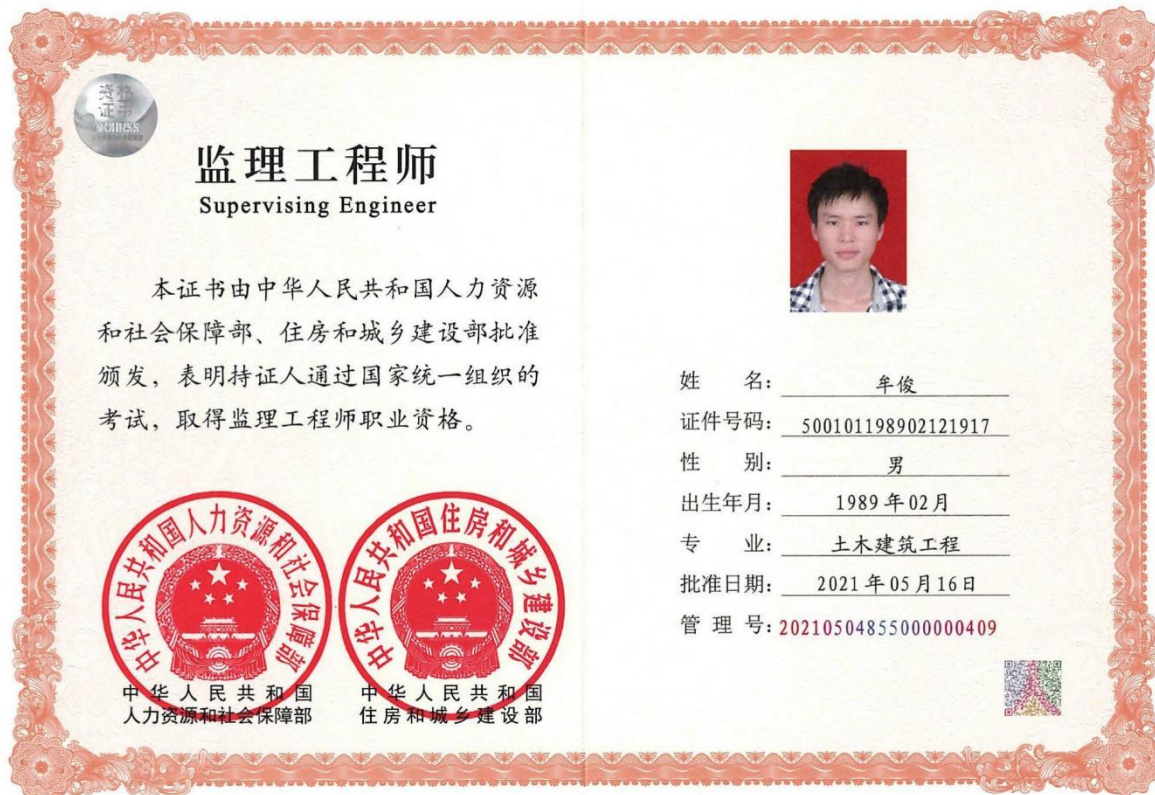 资格
证书
MOHRSS
监理工程师
Supervising Engineer
本证书由中华人民共和国人力资源
和社会保障部、住房和城乡建设部批准
颁发，表明持证人通过国家统一组织的
考试，取得监理工程师职业资格。
中华人民共和国人力资源和社会保障部
中华人民共和国
人力资源和社会保障部
中华人民共和国住房和城乡建设部
中华人民共和国
住房和城乡建设部
姓名：牟俊
证件号码：500101198902121917
性别：男
出生年月：1989年02月
专业：土木建筑工程
批准日期：2021年05月16日
管理号：20210504855000000409